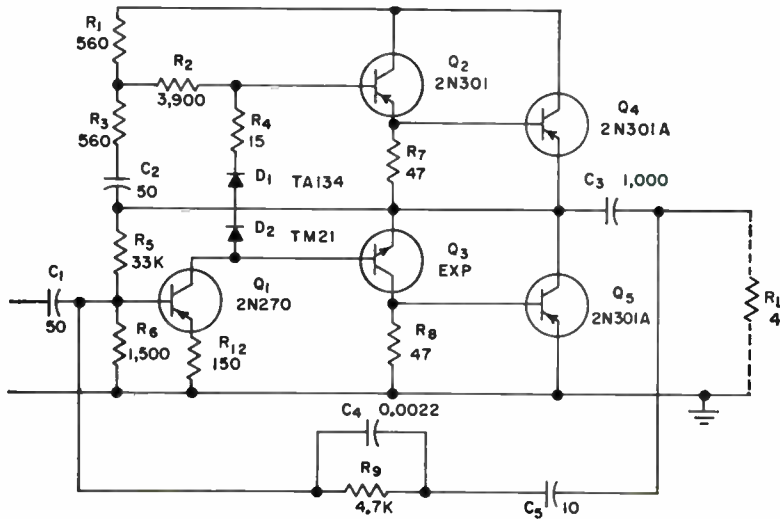 R1
560
R2
3,900
R3
560
C2
50
R4
15
D1 TA134
D2
TM21
Q2
2N301
Q4
2N301A
R7
47
C3 1,000
R5
33K
C1
50
Q1
2N270
R6
1,500
R12
150
Q3
EXP
Q5
2N301A
R8
47
RL
4
C4 0.0022
R9
4.7K
C5 10